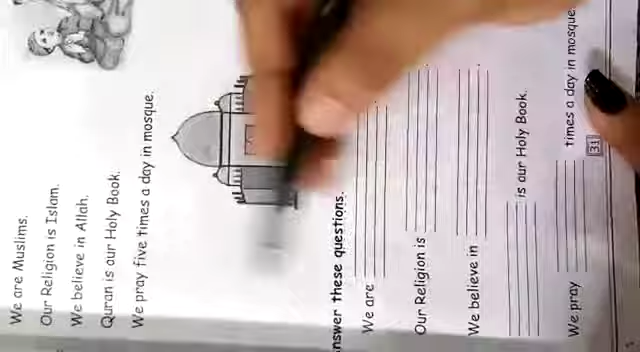 We are Muslims.
Our Religion is Islam.
We believe in Allah.
Quran is our Holy Book.
We pray five times a day in mosque.
nswer these questions.
We are
Our Religion is
We believe in
is our Holy Book.
We pray times a day in mosque
31